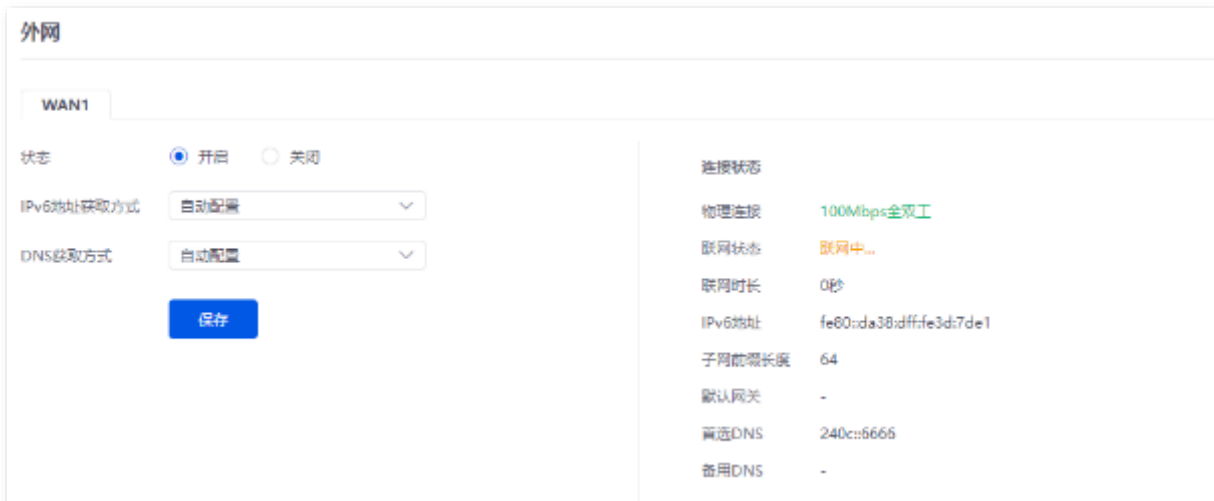 外网
WAN1
状态 开启 关闭
IPv6地址获取方式 自动配置
DNS获取方式 自动配置
保存
连接状态
物理连接 100Mbps全双工
联网状态 联网中...
联网时长 0秒
IPv6地址 fe80::da38:dff:fe3d:7de1
子网前缀长度 64
默认网关 -
首选DNS 240c::6666
备用DNS -